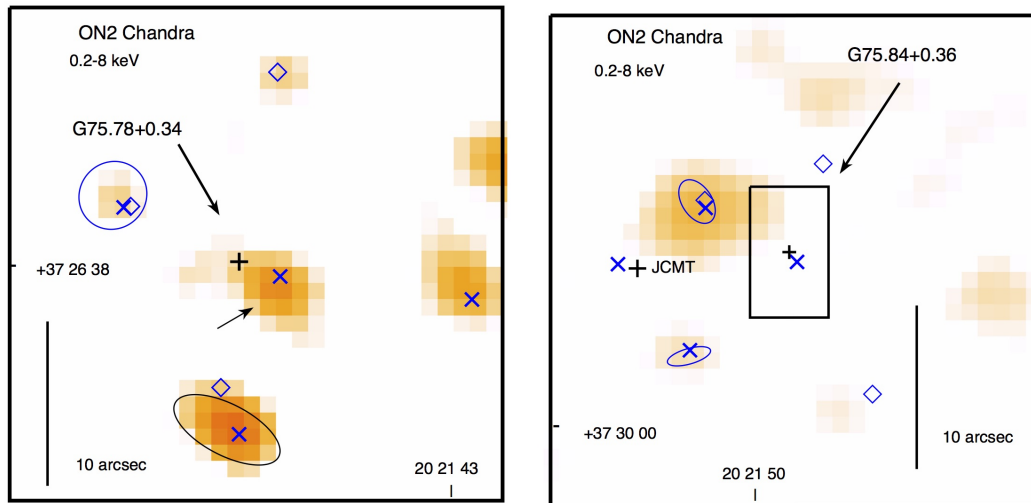 ON2 Chandra
0.2-8 keV
G75.78+0.34
+37 26 38
10 arcsec
20 21 43
ON2 Chandra
0.2-8 keV
G75.84+0.36
JCMT
+37 30 00
10 arcsec
20 21 50